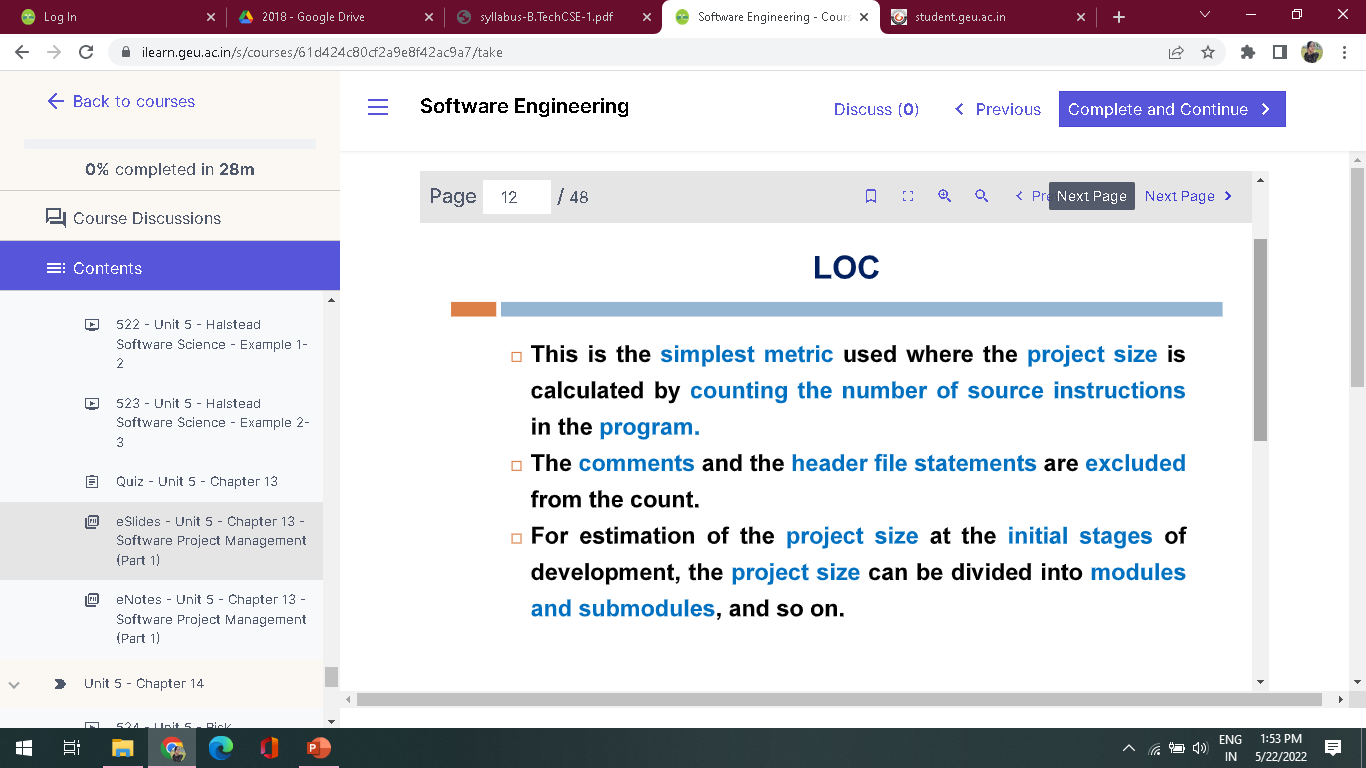 Log In
2018 - Google Drive
syllabus-B.TechCSE-1.pdf
Software Engineering - Cours
student.geu.ac.in
ilearn.geu.ac.in/s/courses/61d424c80cf2a9e8f42ac9a7/take
Back to courses
0% completed in 28m
Course Discussions
Contents
522 - Unit 5 - Halstead
Software Science - Example 1-
2
523 - Unit 5 - Halstead
Software Science - Example 2-
3
Quiz - Unit 5 - Chapter 13
eSlides - Unit 5 - Chapter 13 -
Software Project Management
(Part 1)
eNotes - Unit 5 - Chapter 13 -
Software Project Management
(Part 1)
Unit 5 - Chapter 14
524 - Unit 5 - Risk
Software Engineering
Discuss (0)
Previous
Complete and Continue
Page 12 / 48
Pre
Next Page
Next Page
LOC
This is the simplest metric used where the project size is
calculated by counting the number of source instructions
in the program.
The comments and the header file statements are excluded
from the count.
For estimation of the project size at the initial stages of
development, the project size can be divided into modules
and submodules, and so on.
ENG
IN
1:53 PM
5/22/2022